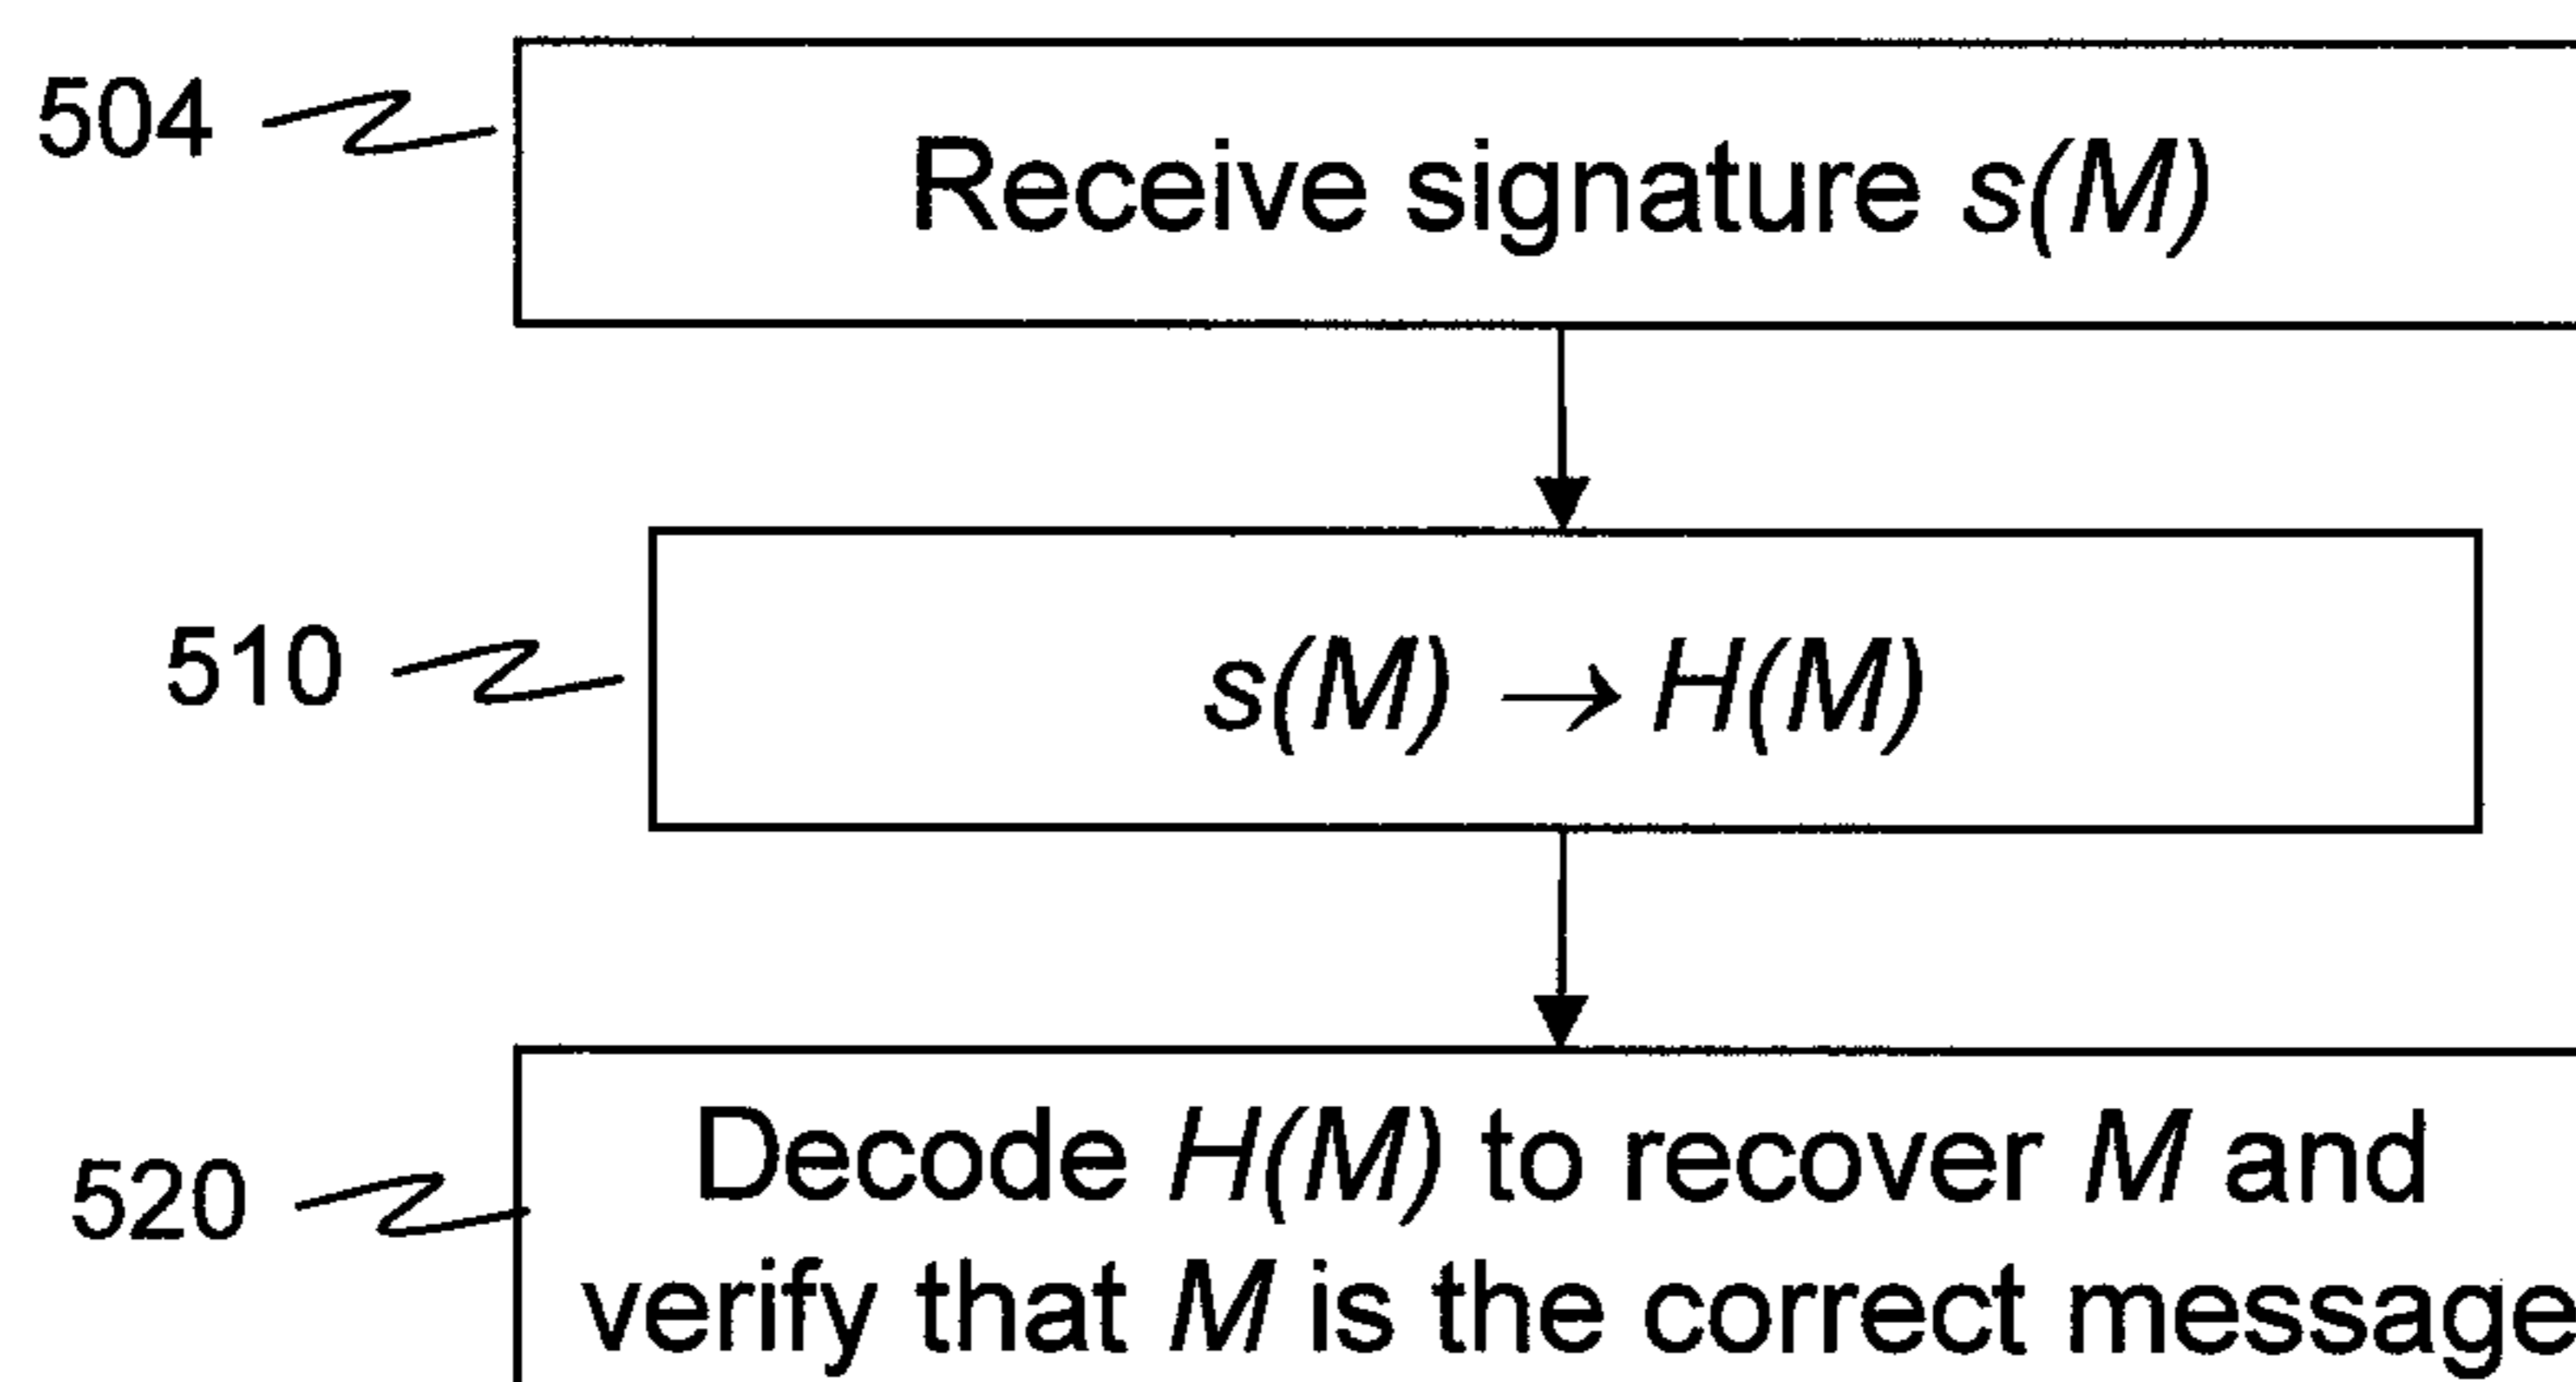 504
Receive signature s(M)
510
s(M) → H(M)
520
Decode H(M) to recover M and
verify that M is the correct message